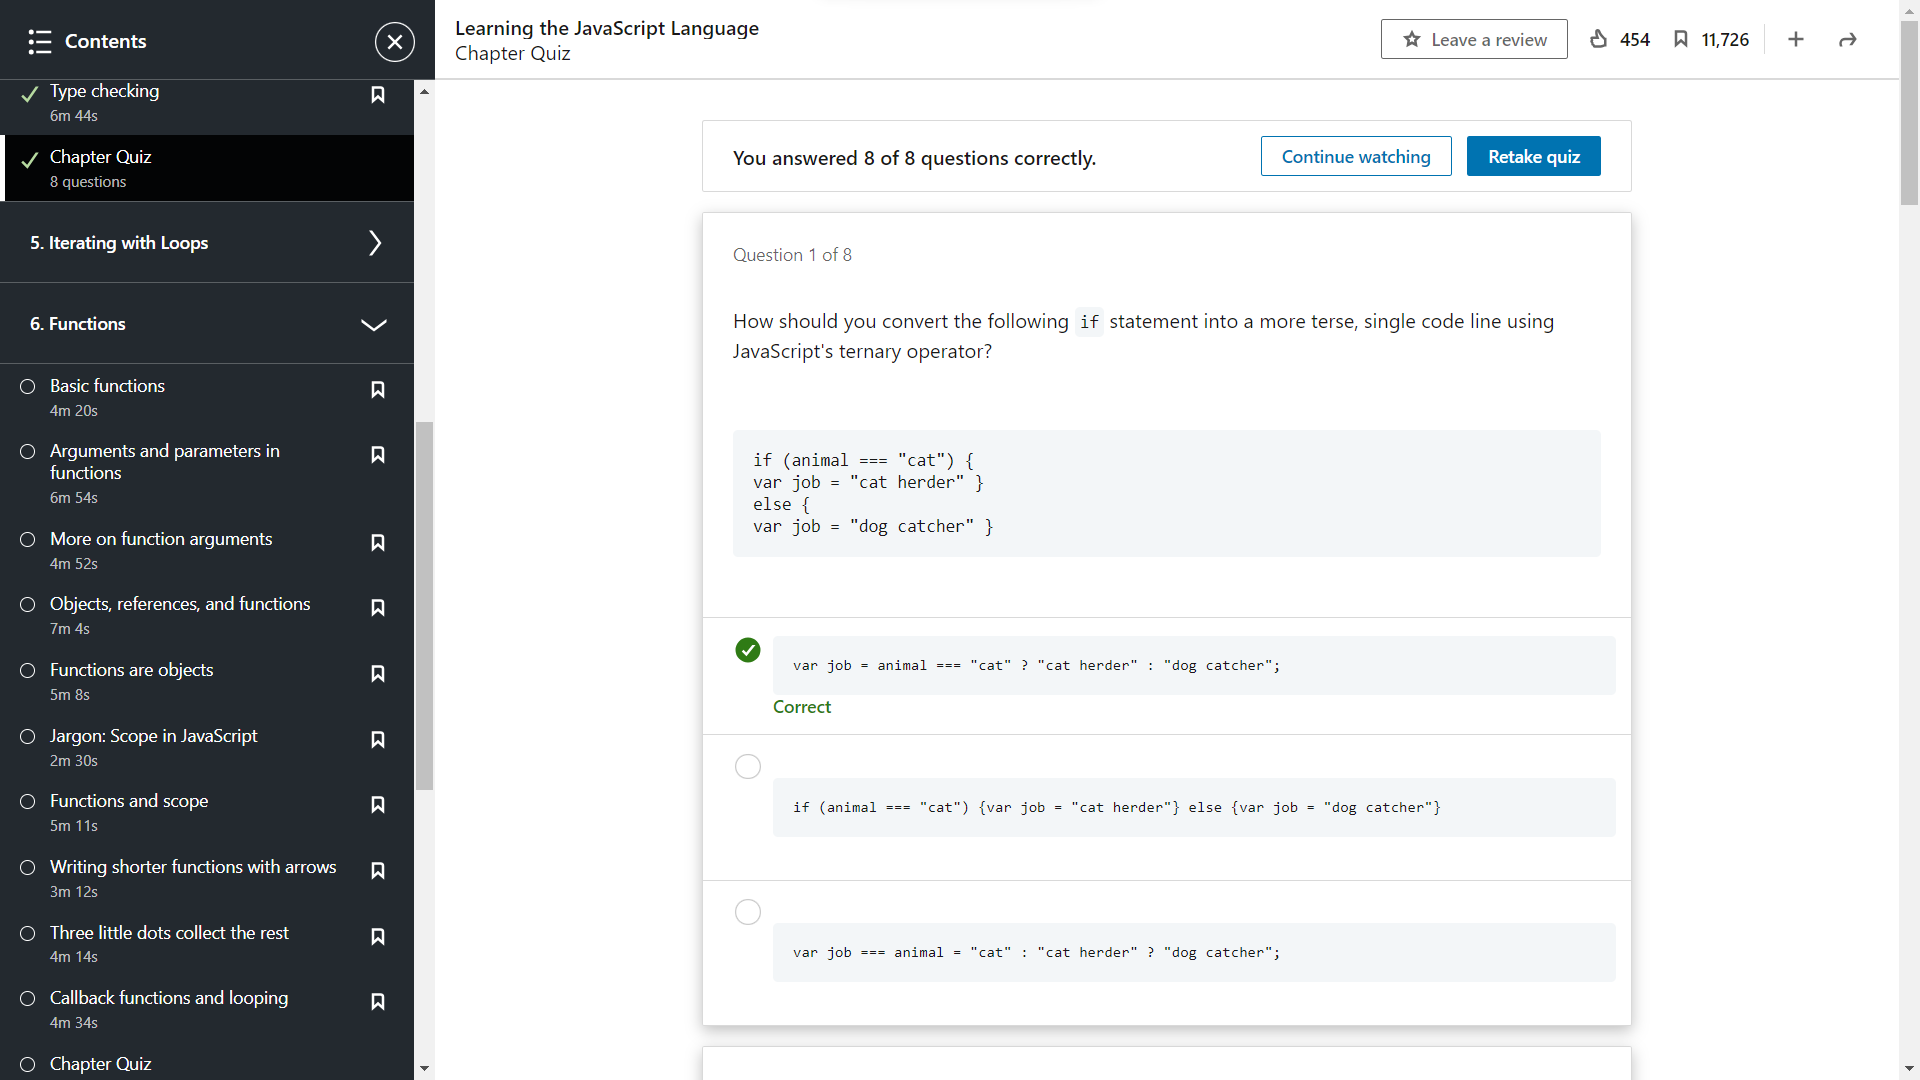 Contents
Type checking
6m 44s
Chapter Quiz
8 questions
5. Iterating with Loops
6. Functions
Basic functions
4m 20s
Arguments and parameters in
functions
6m 54s
More on function arguments
4m 52s
Objects, references, and functions
7m 4s
Functions are objects
5m 8s
Jargon: Scope in JavaScript
2m 30s
Functions and scope
5m 11s
Writing shorter functions with arrows
3m 12s
Three little dots collect the rest
4m 14s
Callback functions and looping
4m 34s
Chapter Quiz
Learning the JavaScript Language
Chapter Quiz
Leave a review
454
11,726
You answered 8 of 8 questions correctly.
Continue watching
Retake quiz
Question 1 of 8
How should you convert the following if statement into a more terse, single code line using
JavaScript's ternary operator?
if (animal === "cat") {
var job = "cat herder" }
else {
var job = "dog catcher" }
var job = animal === "cat" ? "cat herder" : "dog catcher";
Correct
if (animal === "cat") {var job = "cat herder"} else {var job = "dog catcher"}
var job === animal = "cat" : "cat herder" ? "dog catcher";